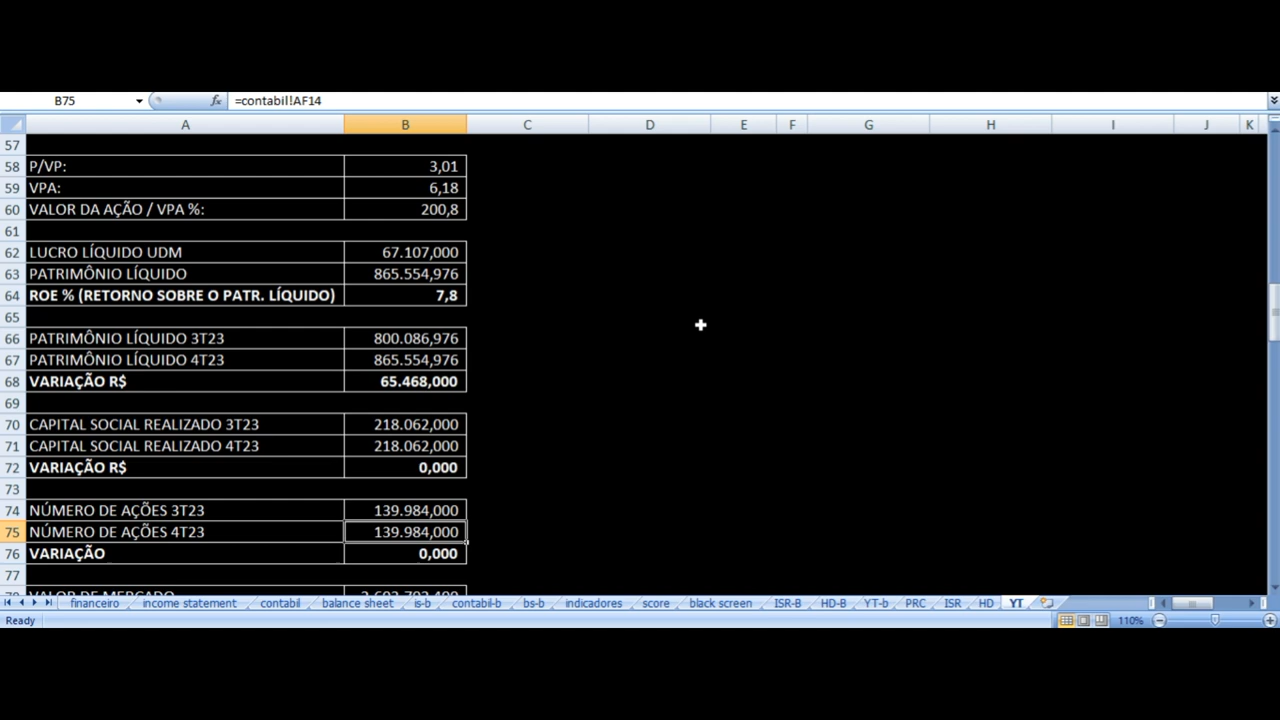 B75 fx =contabil!AF14
A B C D E F G H I J K
57
58 P/VP: 3,01
59 VPA: 6,18
60 VALOR DA AÇÃO / VPA %: 200,8
61
62 LUCRO LÍQUIDO UDM 67.107,000
63 PATRIMÔNIO LÍQUIDO 865.554,976
64 ROE % (RETORNO SOBRE O PATR. LÍQUIDO) 7,8
65
66 PATRIMÔNIO LÍQUIDO 3T23 800.086,976
67 PATRIMÔNIO LÍQUIDO 4T23 865.554,976
68 VARIAÇÃO R$ 65.468,000
69
70 CAPITAL SOCIAL REALIZADO 3T23 218.062,000
71 CAPITAL SOCIAL REALIZADO 4T23 218.062,000
72 VARIAÇÃO R$ 0,000
73
74 NÚMERO DE AÇÕES 3T23 139.984,000
75 NÚMERO DE AÇÕES 4T23 139.984,000
76 VARIAÇÃO 0,000
77
VALOR DE MERCADO
financeiro income statement contabil balance sheet is-b contabil-b bs-b indicadores score black screen ISR-B HD-B YT-b PRC ISR HD YT
Ready 110%